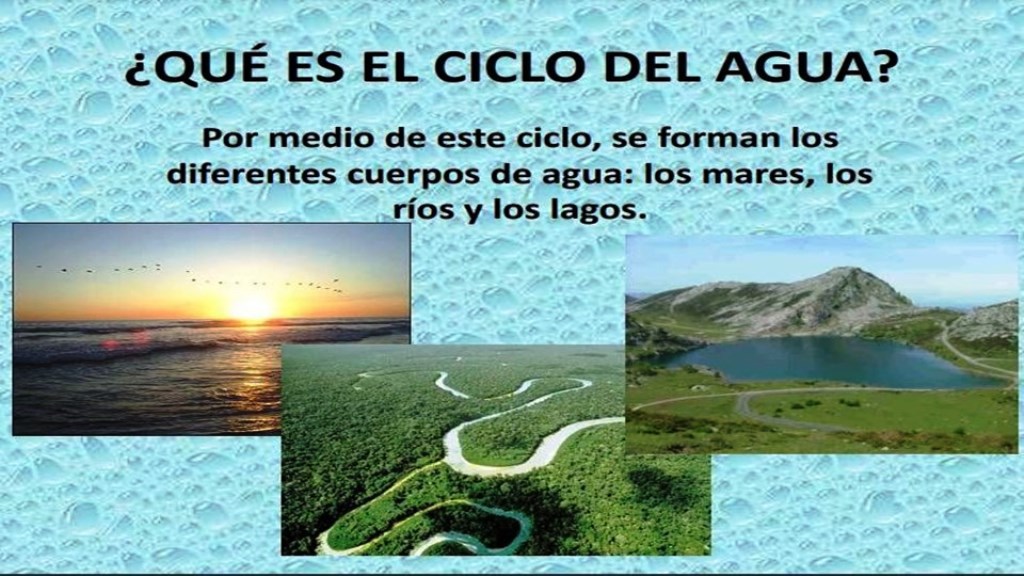 ¿QUÉ ES EL CICLO DEL AGUA?
Por medio de este ciclo, se forman los
diferentes cuerpos de agua: los mares, los
ríos y los lagos.